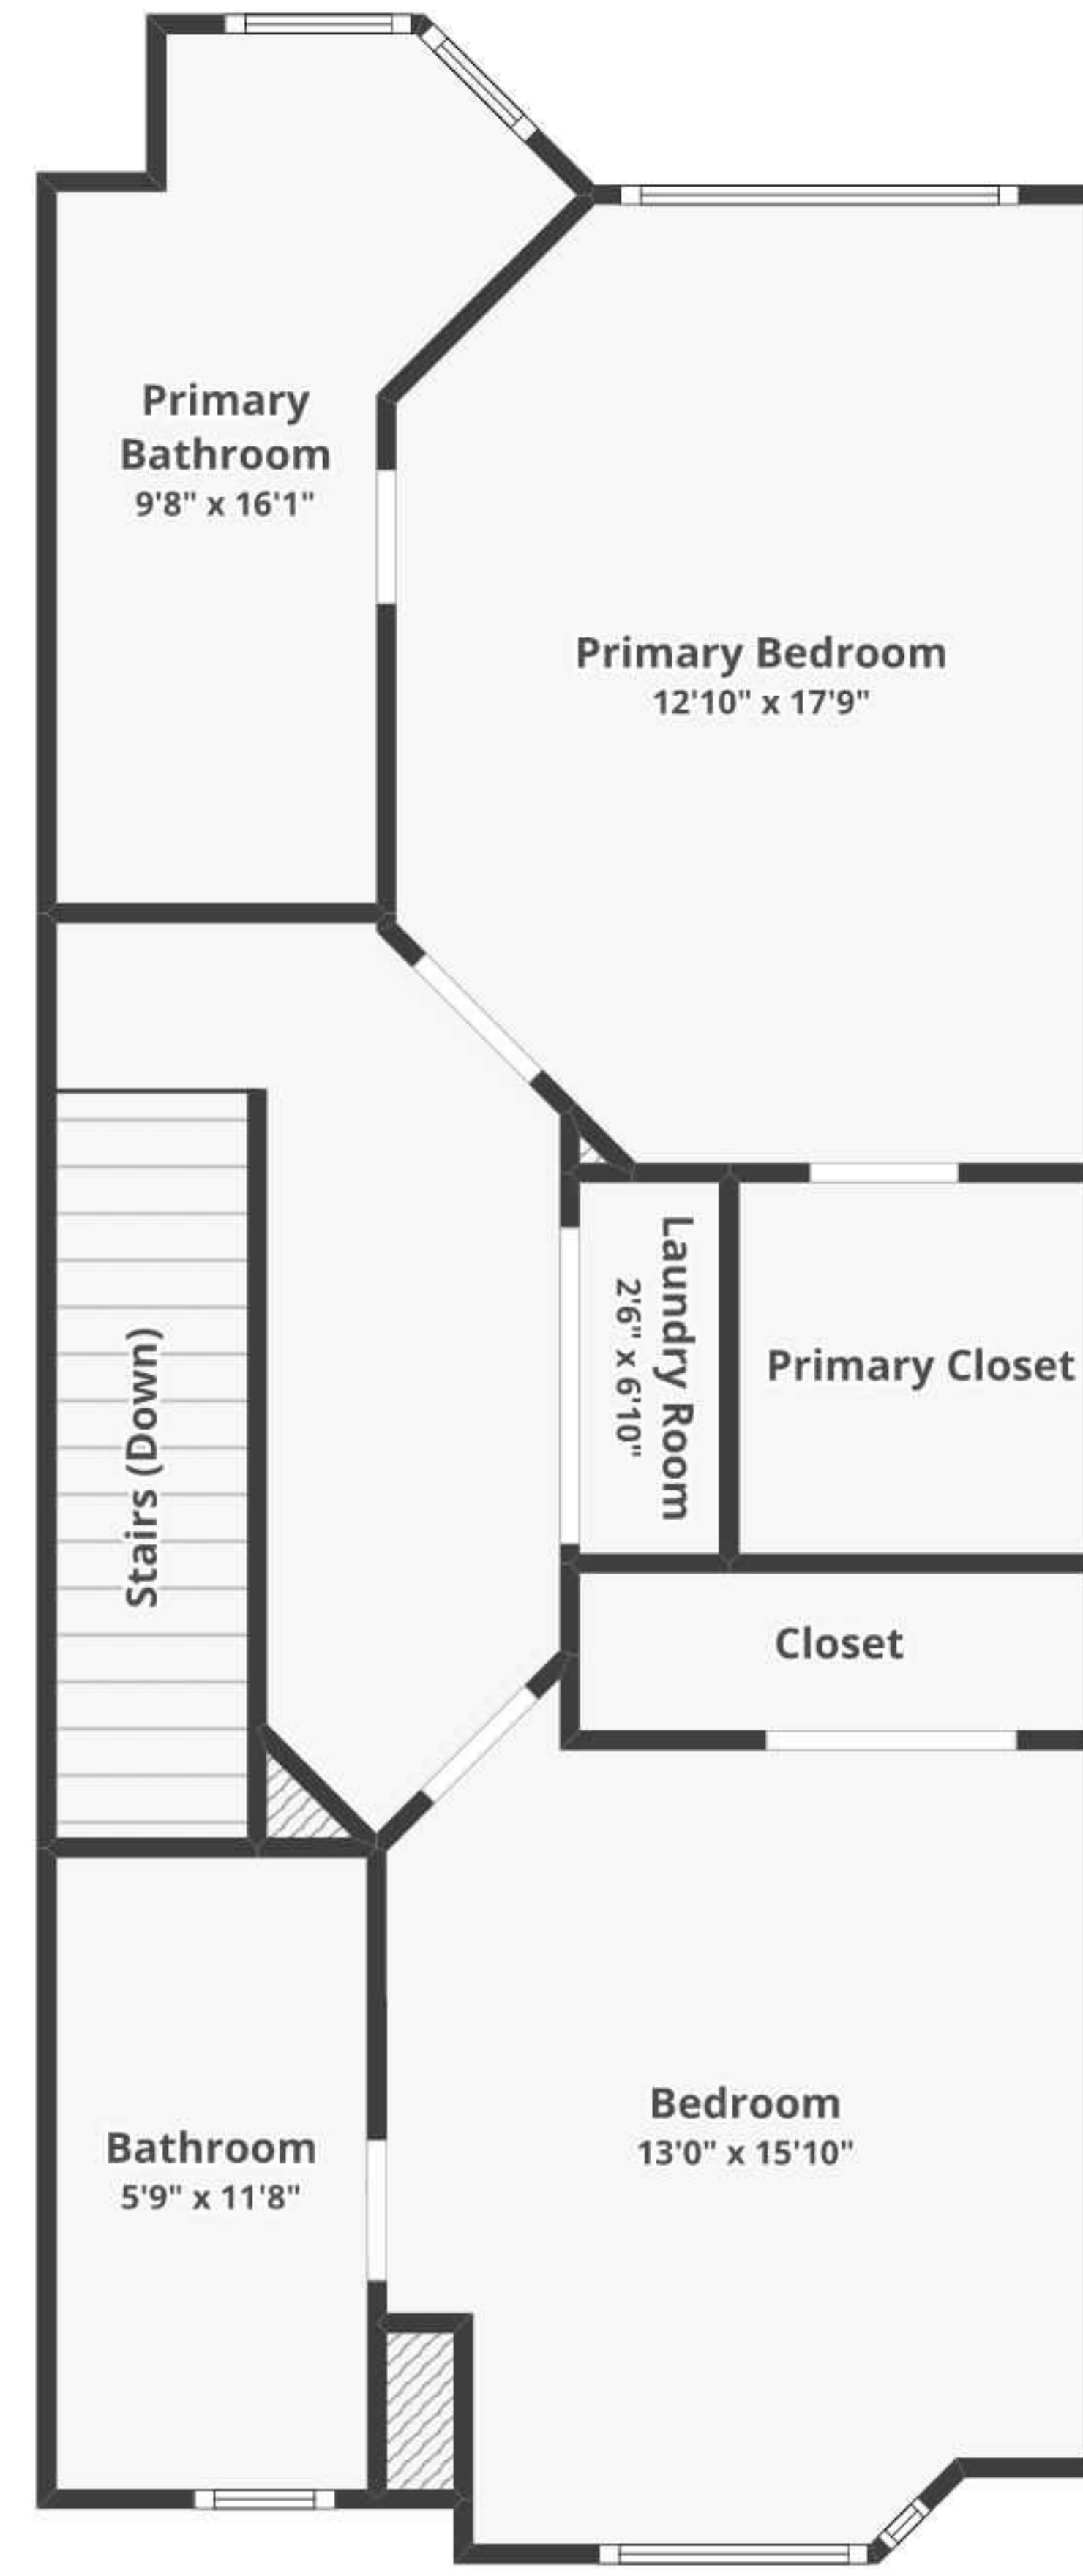 Primary
Bathroom
9'8" x 16'1"
Primary Bedroom
12'10" x 17'9"
Laundry Room
2'6" x 6'10"
Primary Closet
Stairs (Down)
Closet
Bedroom
13'0" x 15'10"
Bathroom
5'9" x 11'8"